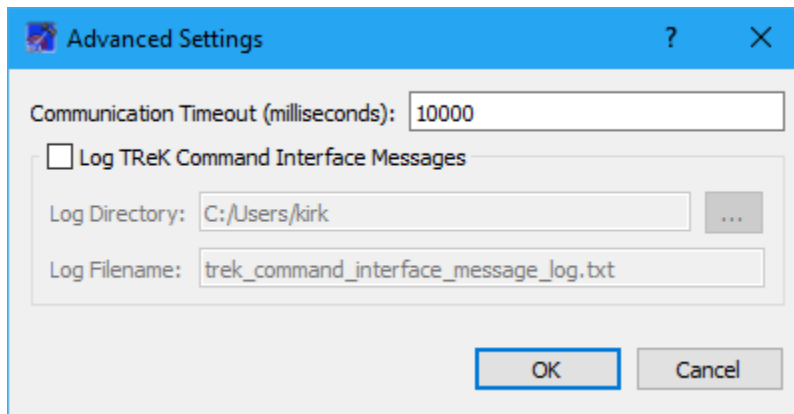 Advanced Settings ?
Communication Timeout (milliseconds): 10000
Log TReK Command Interface Messages
Log Directory: C:/Users/kirk ...
Log Filename: trek_command_interface_message_log.txt
OK Cancel